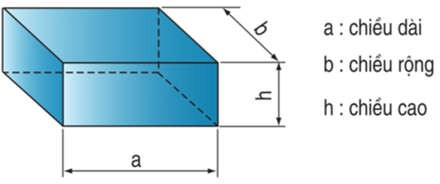 b
h
a
a : chiều dài
b : chiều rộng
h : chiều cao